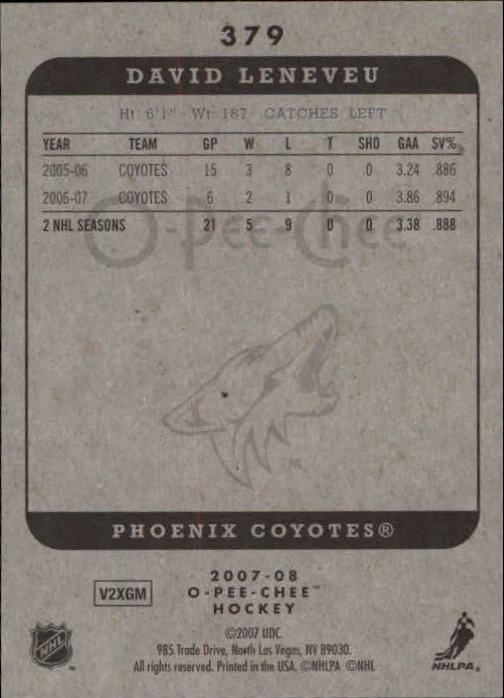 379
DAVID LENEVEU
Ht 6'1" Wt 187 CATCHES LEFT
YEAR TEAM GP W L T SHO GAA SV%
2005-06 COYOTES 15 3 8 0 0 3.24 .886
2006-07 COYOTES 6 2 1 0 0 3.86 .894
2 NHL SEASONS 21 5 9 0 0 3.38 .888
O-Pee-Chee
TM
PHOENIX COYOTES®
2007-08
V2XGM
O-PEE-CHEE™
HOCKEY
©2007 UDC.
985 Trade Drive, North Las Vegas, NV 89030.
All rights reserved. Printed in the USA. ©NHLPA ©NHL
NHL
NHLPA